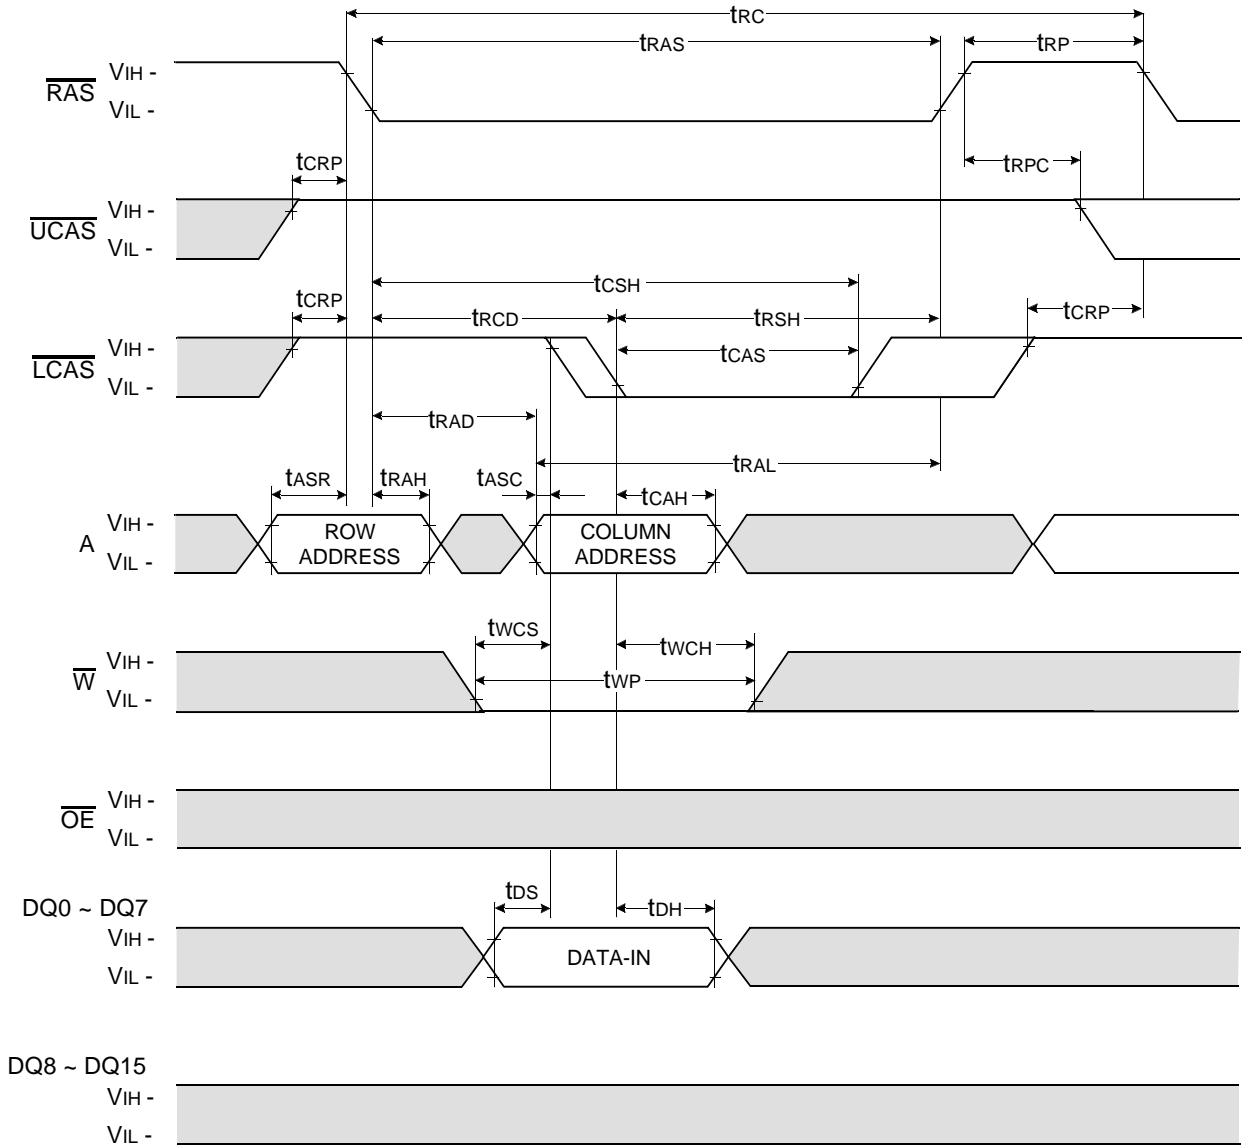 tRC
tRAS
tRP
RAS
VIH -
VIL -
tCRP
tRPC
UCAS
VIH -
VIL -
tCSH
tCRP
tRCD
tRSH
tCRP
LCAS
VIH -
VIL -
tCAS
tRAD
tRAL
tASR
tRAH
tASC
tCAH
A
VIH -
VIL -
ROW
ADDRESS
COLUMN
ADDRESS
tWCS
tWCH
W
VIH -
VIL -
tWP
OE
VIH -
VIL -
tDS
tDH
DQ0 ~ DQ7
VIH -
VIL -
DATA-IN
DQ8 ~ DQ15
VIH -
VIL -